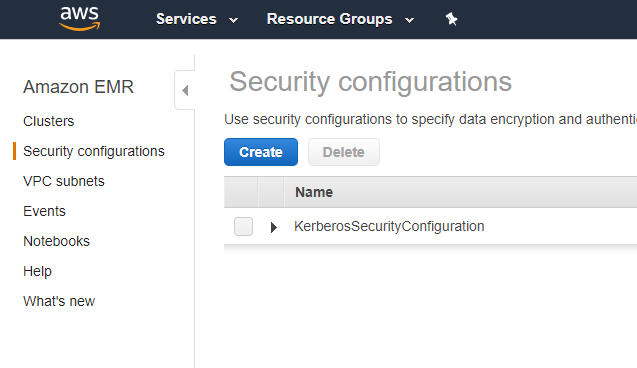 aws
Services
Resource Groups
Amazon EMR
Clusters
Security configurations
VPC subnets
Events
Notebooks
Help
What's new
Security configurations
Use security configurations to specify data encryption and authenti
Create
Delete
Name
KerberosSecurityConfiguration